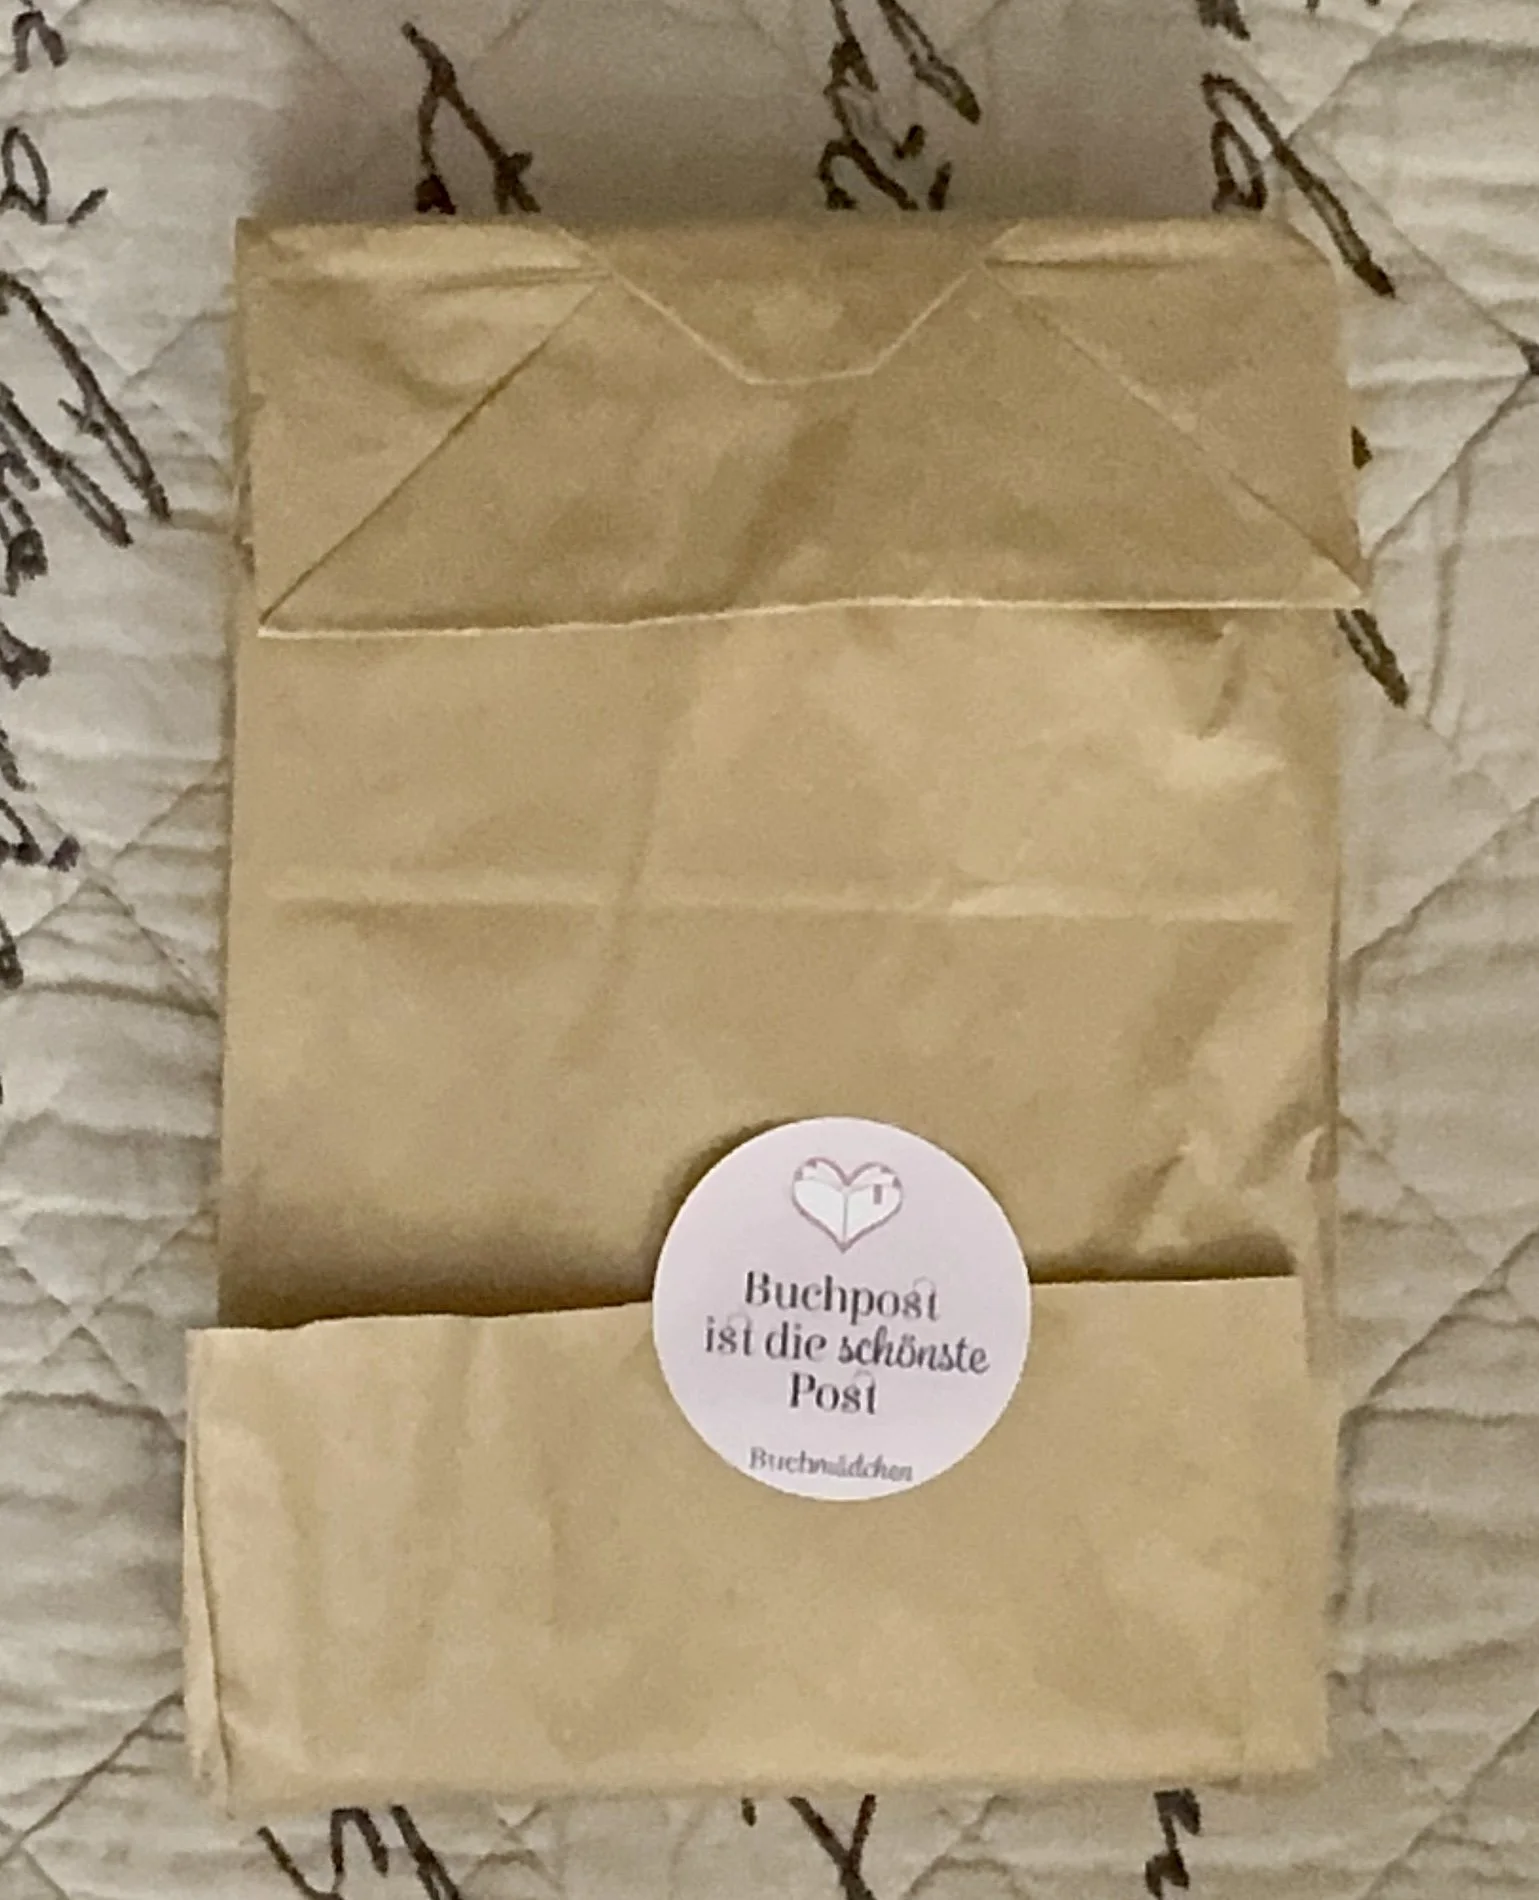 Buchpost
ist die schönste
Post
Buchmädchen